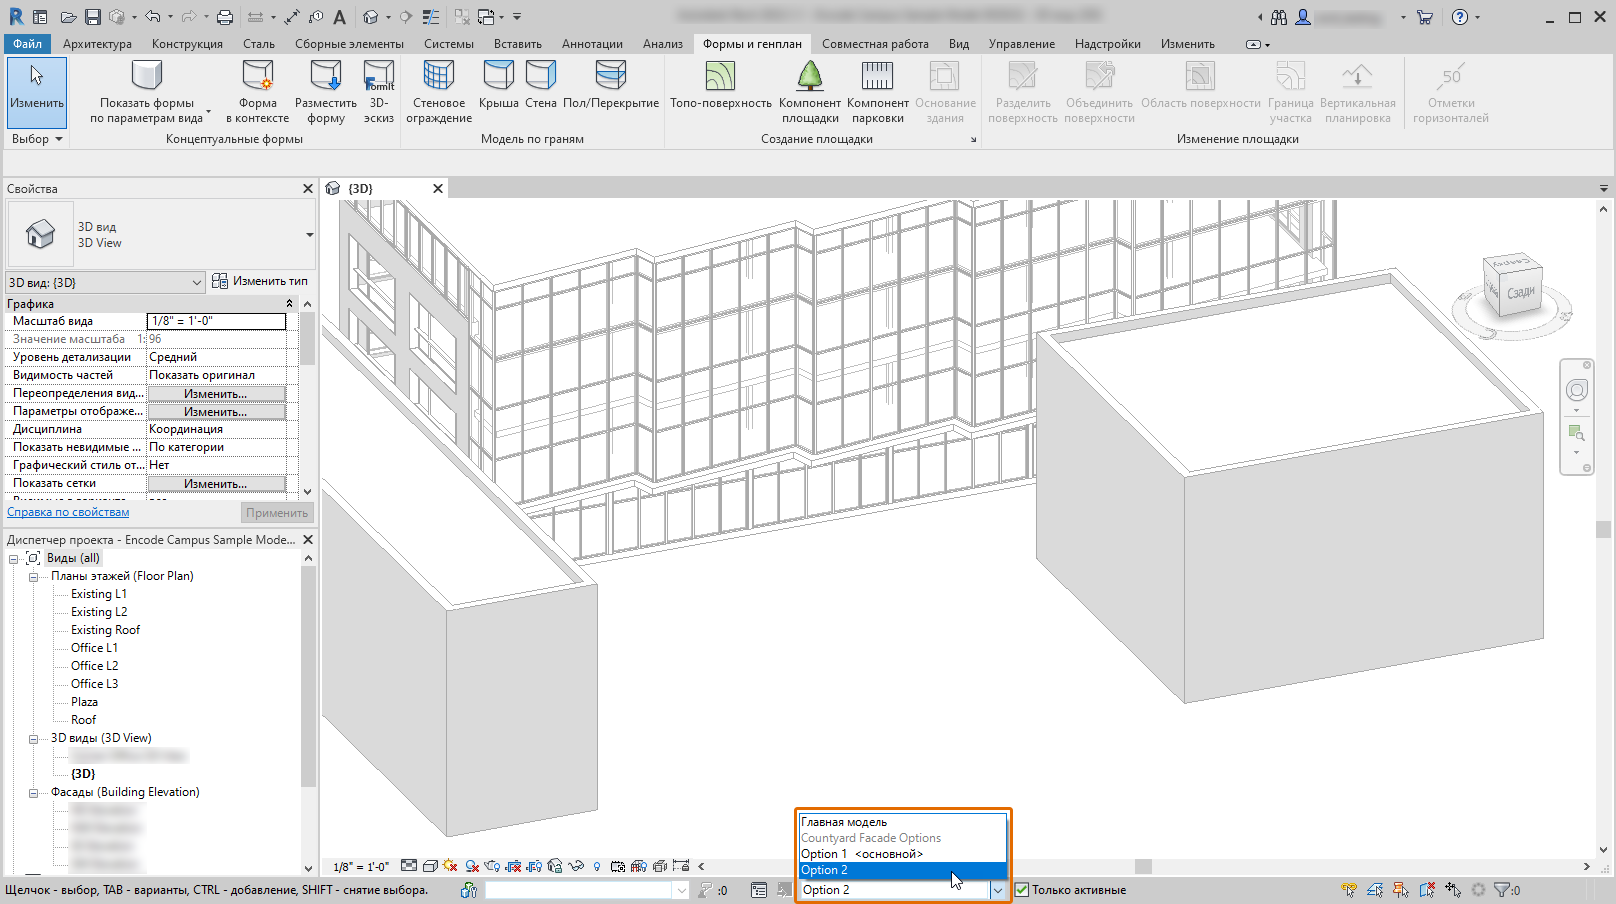 Файл Архитектура Конструкция Сталь Сборные элементы Системы Вставить Аннотации Анализ Формы и генплан Совместная работа Вид Управление Надстройки Изменить
Изменить
Показать формы
по параметрам вида
Форма
в контексте
Разместить
форму
Formit
3D-
эскиз
Стеновое
ограждение
Крыша
Стена
Пол/Перекрытие
Топо-поверхность
Компонент
площадки
Компонент
парковки
Основание
здания
Разделить
поверхность
Объединить
поверхности
Область поверхности
Граница
участка
Вертикальная
планировка
50
Отметки
горизонталей
Выбор
Концептуальные формы
Модель по граням
Создание площадки
Изменение площадки
Свойства
{3D}
3D вид
3D View
3D вид: {3D}
Изменить тип
Графика
Масштаб вида 1/8" = 1'-0"
Значение масштаба 1: 96
Уровень детализации Средний
Видимость частей Показать оригинал
Переопределения вид... Изменить...
Параметры отображе... Изменить...
Дисциплина Координация
Показать невидимые ... По категории
Графический стиль от... Нет
Показать сетки Изменить...
Справка по свойствам
Применить
Диспетчер проекта - Encode Campus Sample Mode...
Виды (all)
Планы этажей (Floor Plan)
Existing L1
Existing L2
Existing Roof
Office L1
Office L2
Office L3
Plaza
Roof
3D виды (3D View)
{3D}
Фасады (Building Elevation)
Сверху
Сзади
1/8" = 1'-0"
Главная модель
Countyard Facade Options
Option 1 <основной>
Option 2
Щелчок - выбор, TAB - варианты, CTRL - добавление, SHIFT - снятие выбора.
:0
Option 2
Только активные
:0